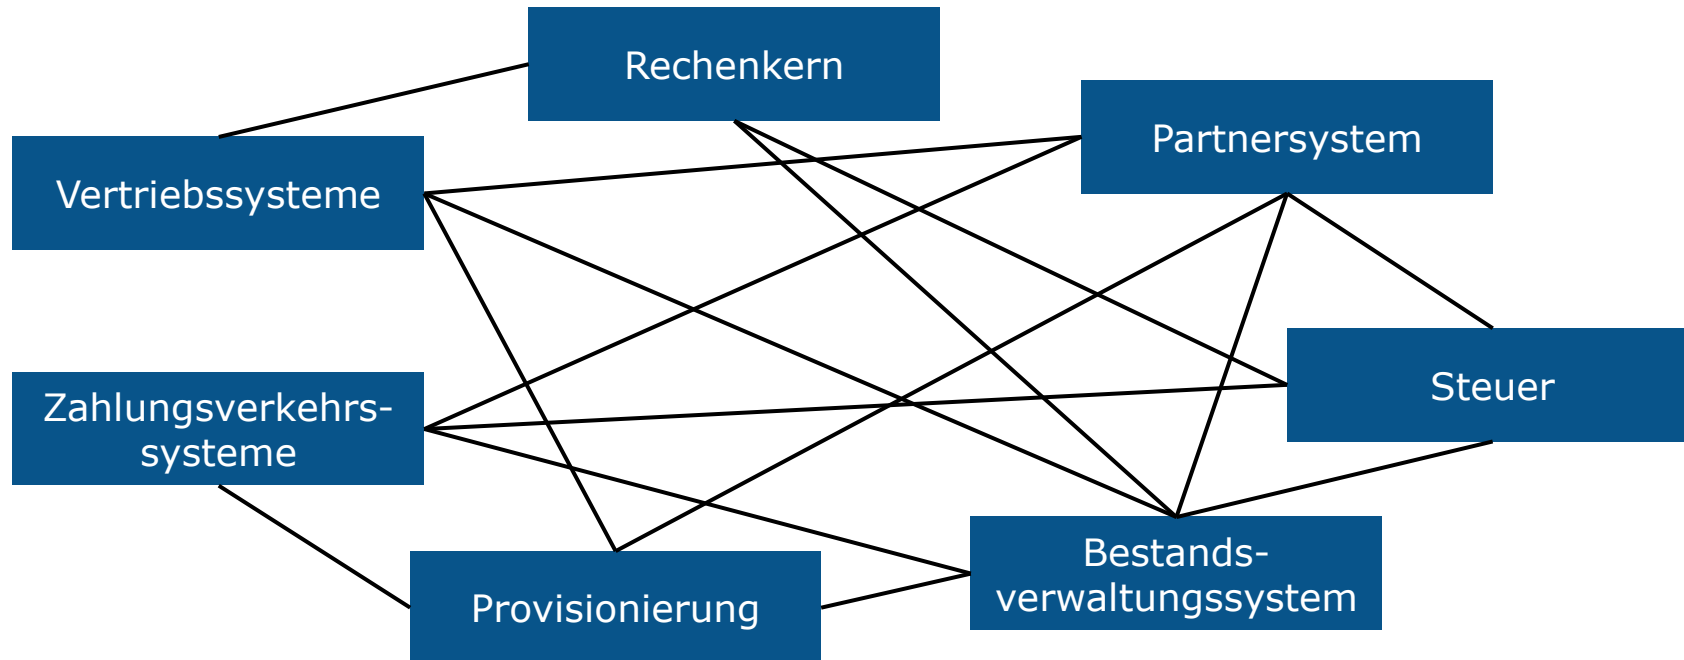 Rechenkern
Partnersystem
Vertriebssysteme
Steuer
Zahlungsverkehrs-
systeme
Bestands-
verwaltungssystem
Provisionierung